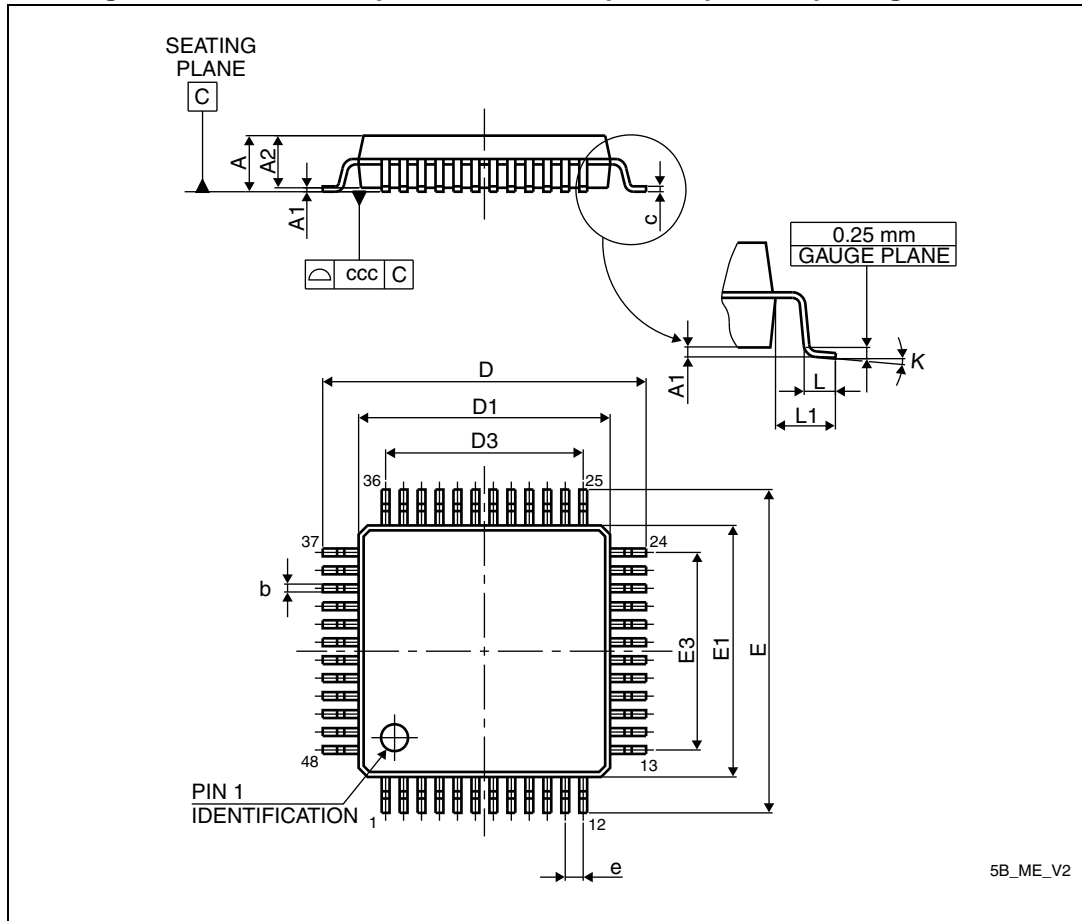 SEATING
PLANE
C
A
A2
A1
c
ccc C
0.25 mm
GAUGE PLANE
A1
K
L
L1
D
D1
D3
36
25
37
24
b
E3
E1
E
48
13
PIN 1
IDENTIFICATION
1
12
e
5B_ME_V2